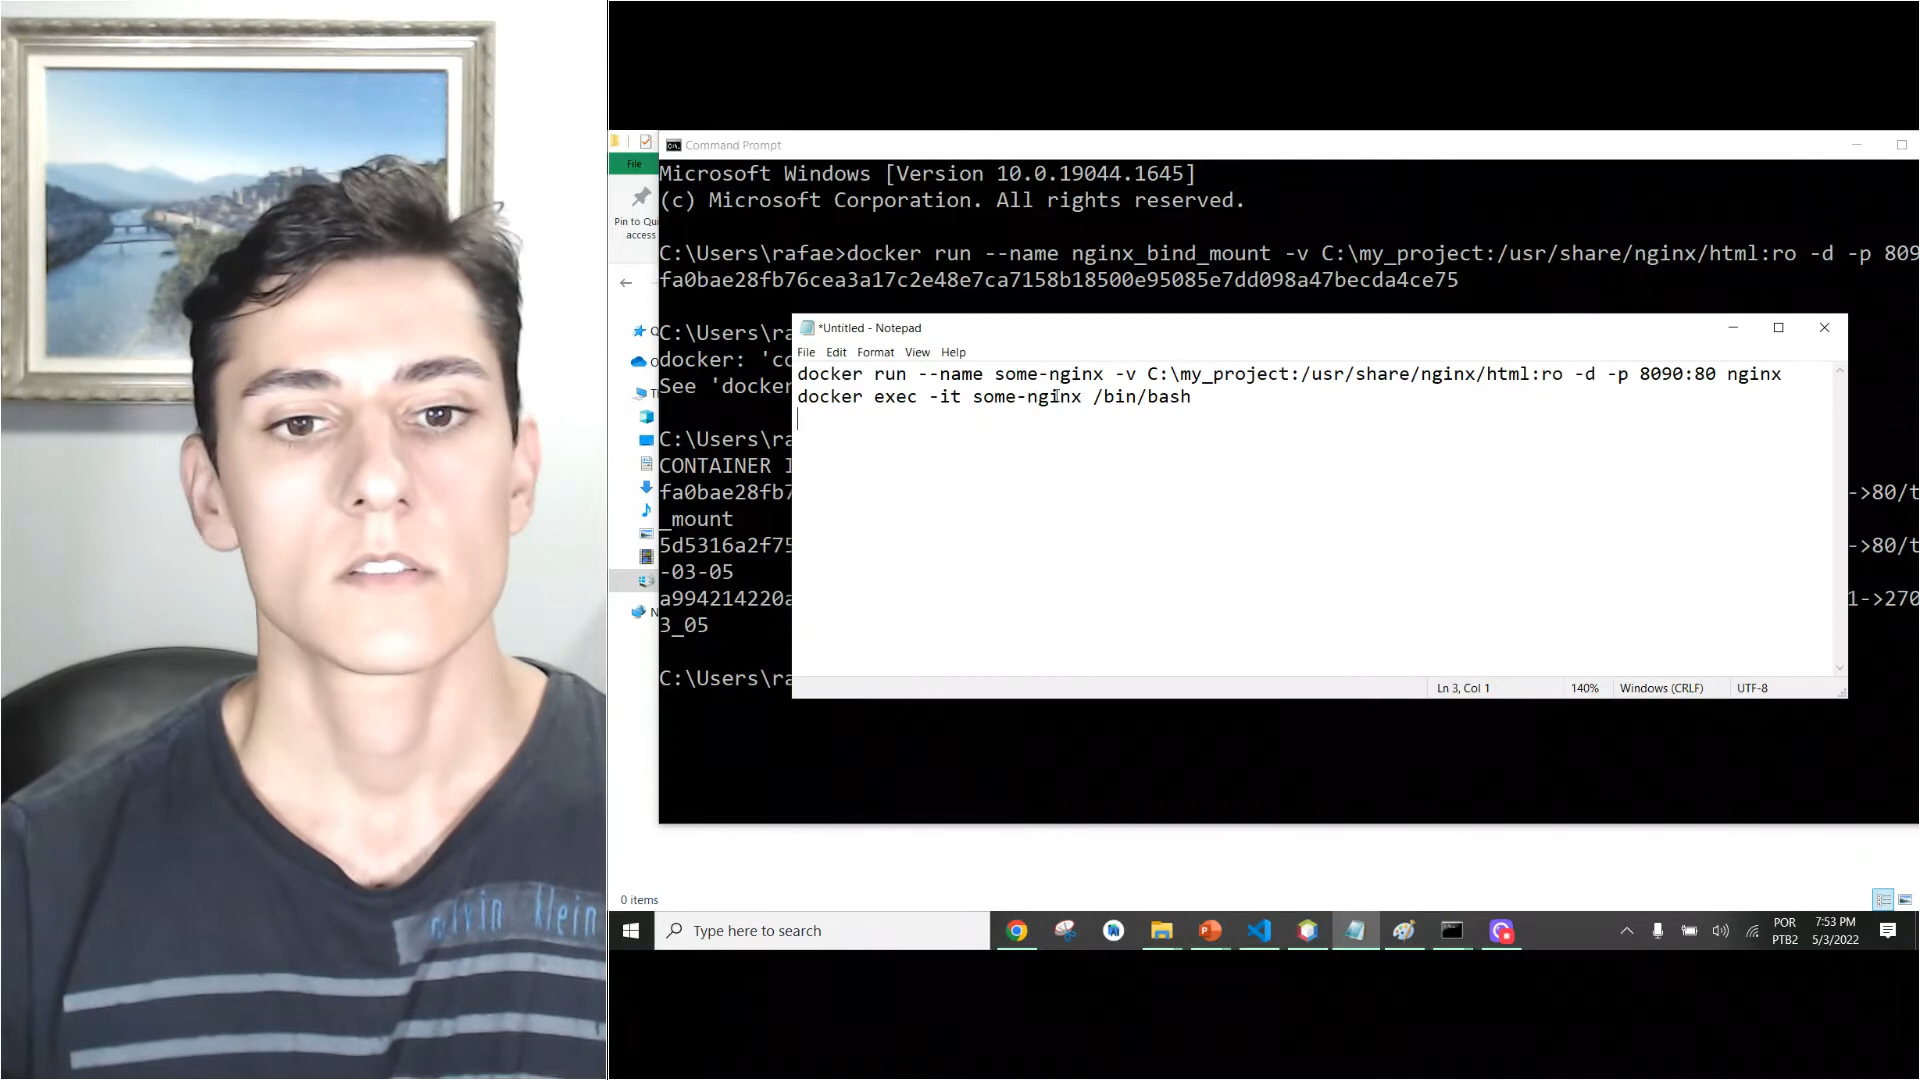 Command Prompt
File
Microsoft Windows [Version 10.0.19044.1645]
(c) Microsoft Corporation. All rights reserved.
Pin to Qui
access
C:\Users\rafae>docker run --name nginx_bind_mount -v C:\my_project:/usr/share/nginx/html:ro -d -p 809
fa0bae28fb76cea3a17c2e48e7ca7158b18500e95085e7dd098a47becda4ce75
C:\Users\ra
docker: 'co
See 'docker
C:\Users\ra
CONTAINER I
fa0bae28fb7
->80/t
_mount
5d5316a2f75
->80/t
-03-05
a994214220a
1->270
3_05
C:\Users\ra
*Untitled - Notepad
File Edit Format View Help
docker run --name some-nginx -v C:\my_project:/usr/share/nginx/html:ro -d -p 8090:80 nginx
docker exec -it some-nginx /bin/bash
Ln 3, Col 1
140%
Windows (CRLF)
UTF-8
0 items
Type here to search
POR
PTB2
7:53 PM
5/3/2022
calvin klein